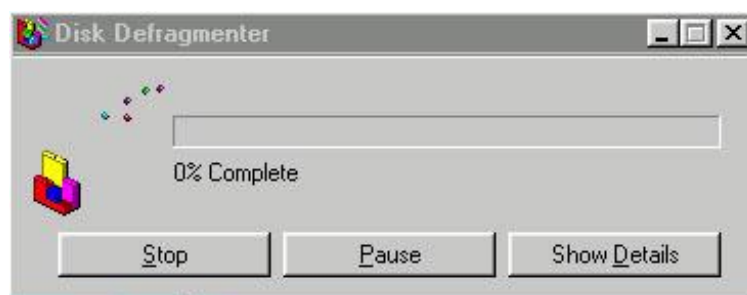 Disk Defragmenter
0% Complete
Stop
Pause
Show Details